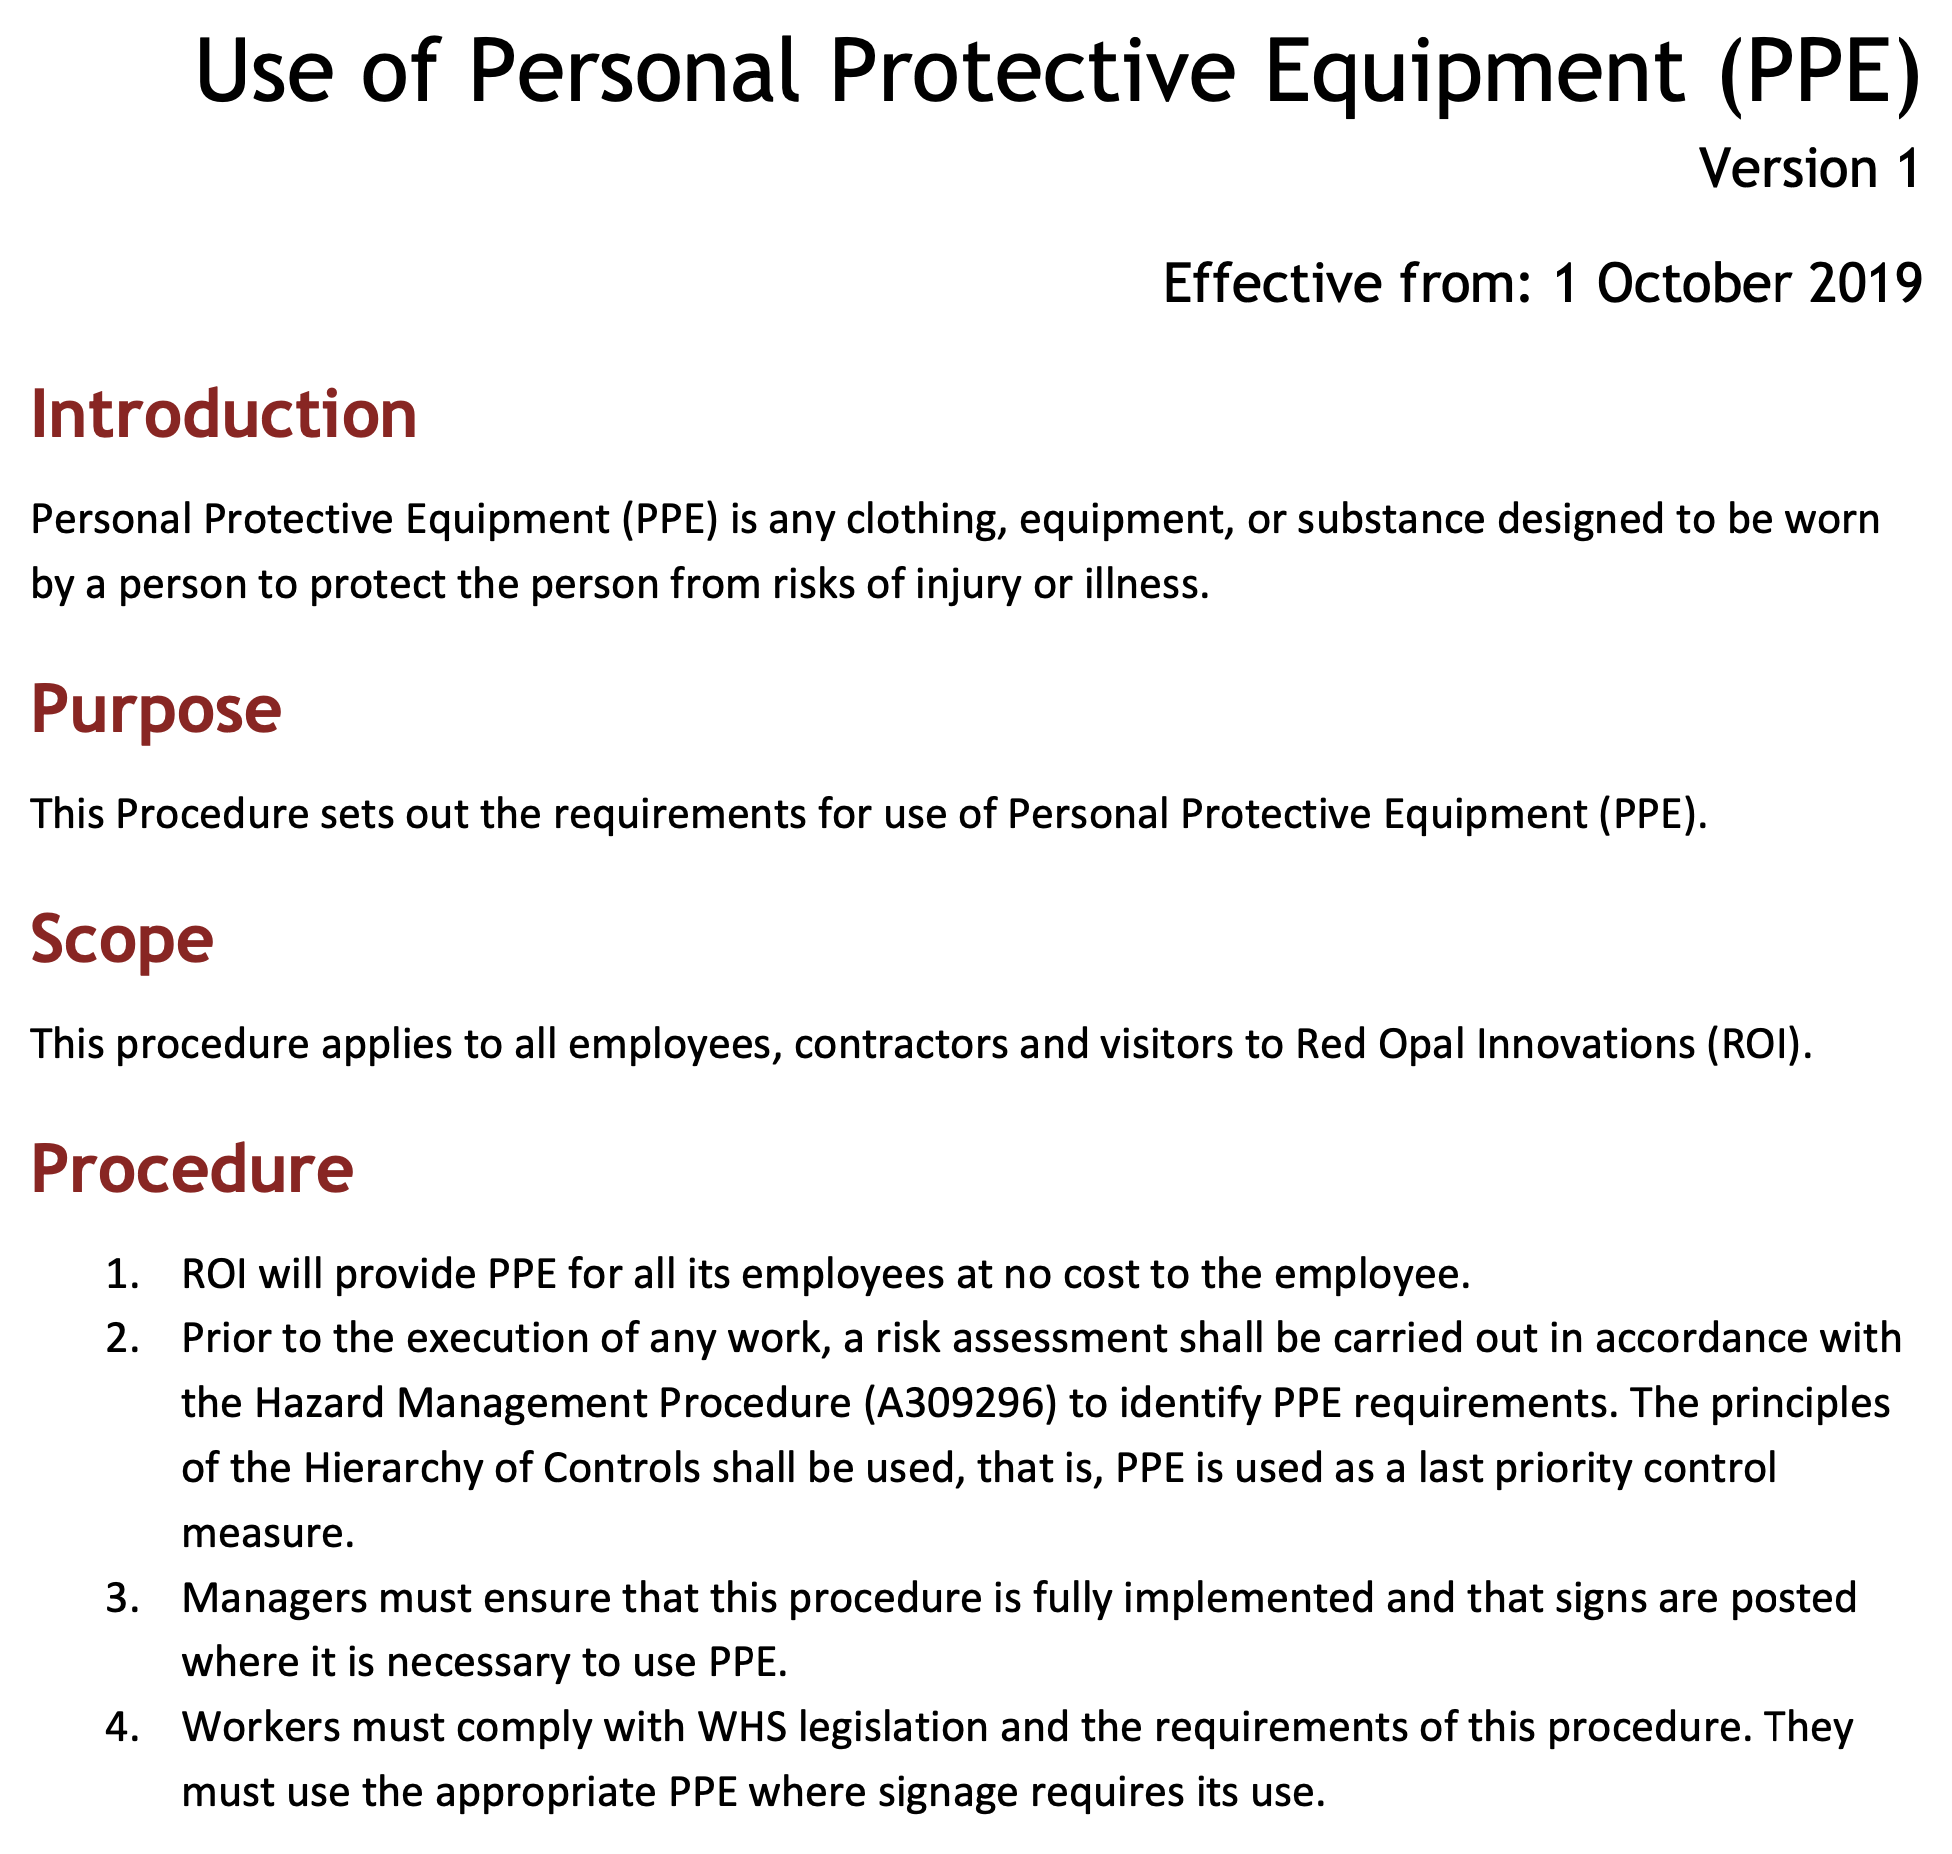 Use of Personal Protective Equipment (PPE)
Version 1
Effective from: 1 October 2019
Introduction
Personal Protective Equipment (PPE) is any clothing, equipment, or substance designed to be worn
by a person to protect the person from risks of injury or illness.
Purpose
This Procedure sets out the requirements for use of Personal Protective Equipment (PPE).
Scope
This procedure applies to all employees, contractors and visitors to Red Opal Innovations (ROI).
Procedure
1. ROI will provide PPE for all its employees at no cost to the employee.
2. Prior to the execution of any work, a risk assessment shall be carried out in accordance with
the Hazard Management Procedure (A309296) to identify PPE requirements. The principles
of the Hierarchy of Controls shall be used, that is, PPE is used as a last priority control
measure.
3. Managers must ensure that this procedure is fully implemented and that signs are posted
where it is necessary to use PPE.
4. Workers must comply with WHS legislation and the requirements of this procedure. They
must use the appropriate PPE where signage requires its use.